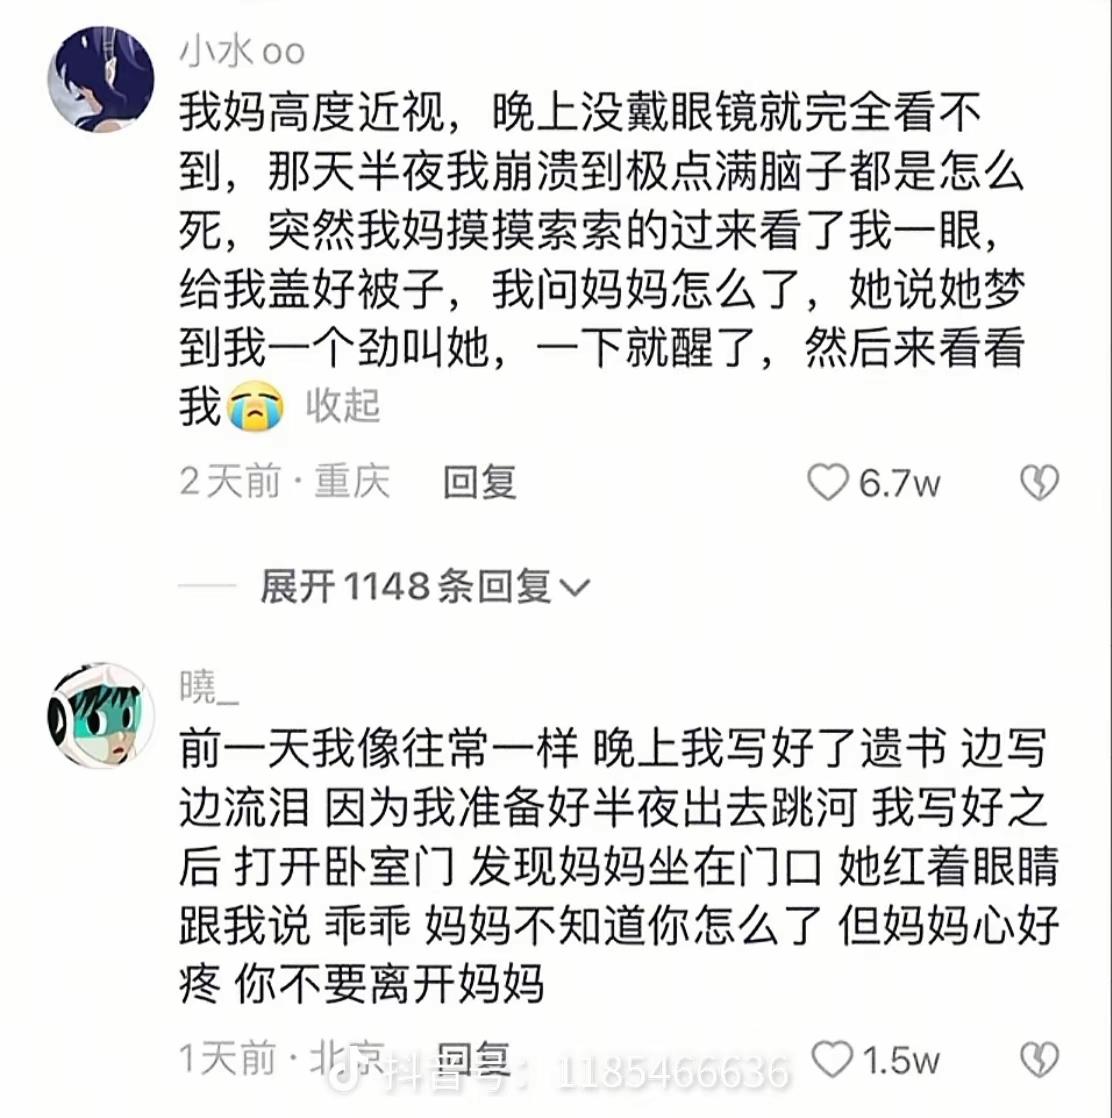 小水oo
我妈高度近视，晚上没戴眼镜就完全看不
到，那天半夜我崩溃到极点满脑子都是怎么
死，突然我妈摸摸索索的过来看了我一眼，
给我盖好被子，我问妈妈怎么了，她说她梦
到我一个劲叫她，一下就醒了，然后来看看
我😭 收起
2天前·重庆 回复 6.7w
展开1148条回复
曉_
前一天我像往常一样 晚上我写好了遗书 边写
边流泪 因为我准备好半夜出去跳河 我写好之
后 打开卧室门 发现妈妈坐在门口 她红着眼睛
跟我说 乖乖 妈妈不知道你怎么了 但妈妈心好
疼 你不要离开妈妈
1天前·北京 回复 1.5w
抖音号：1185466636